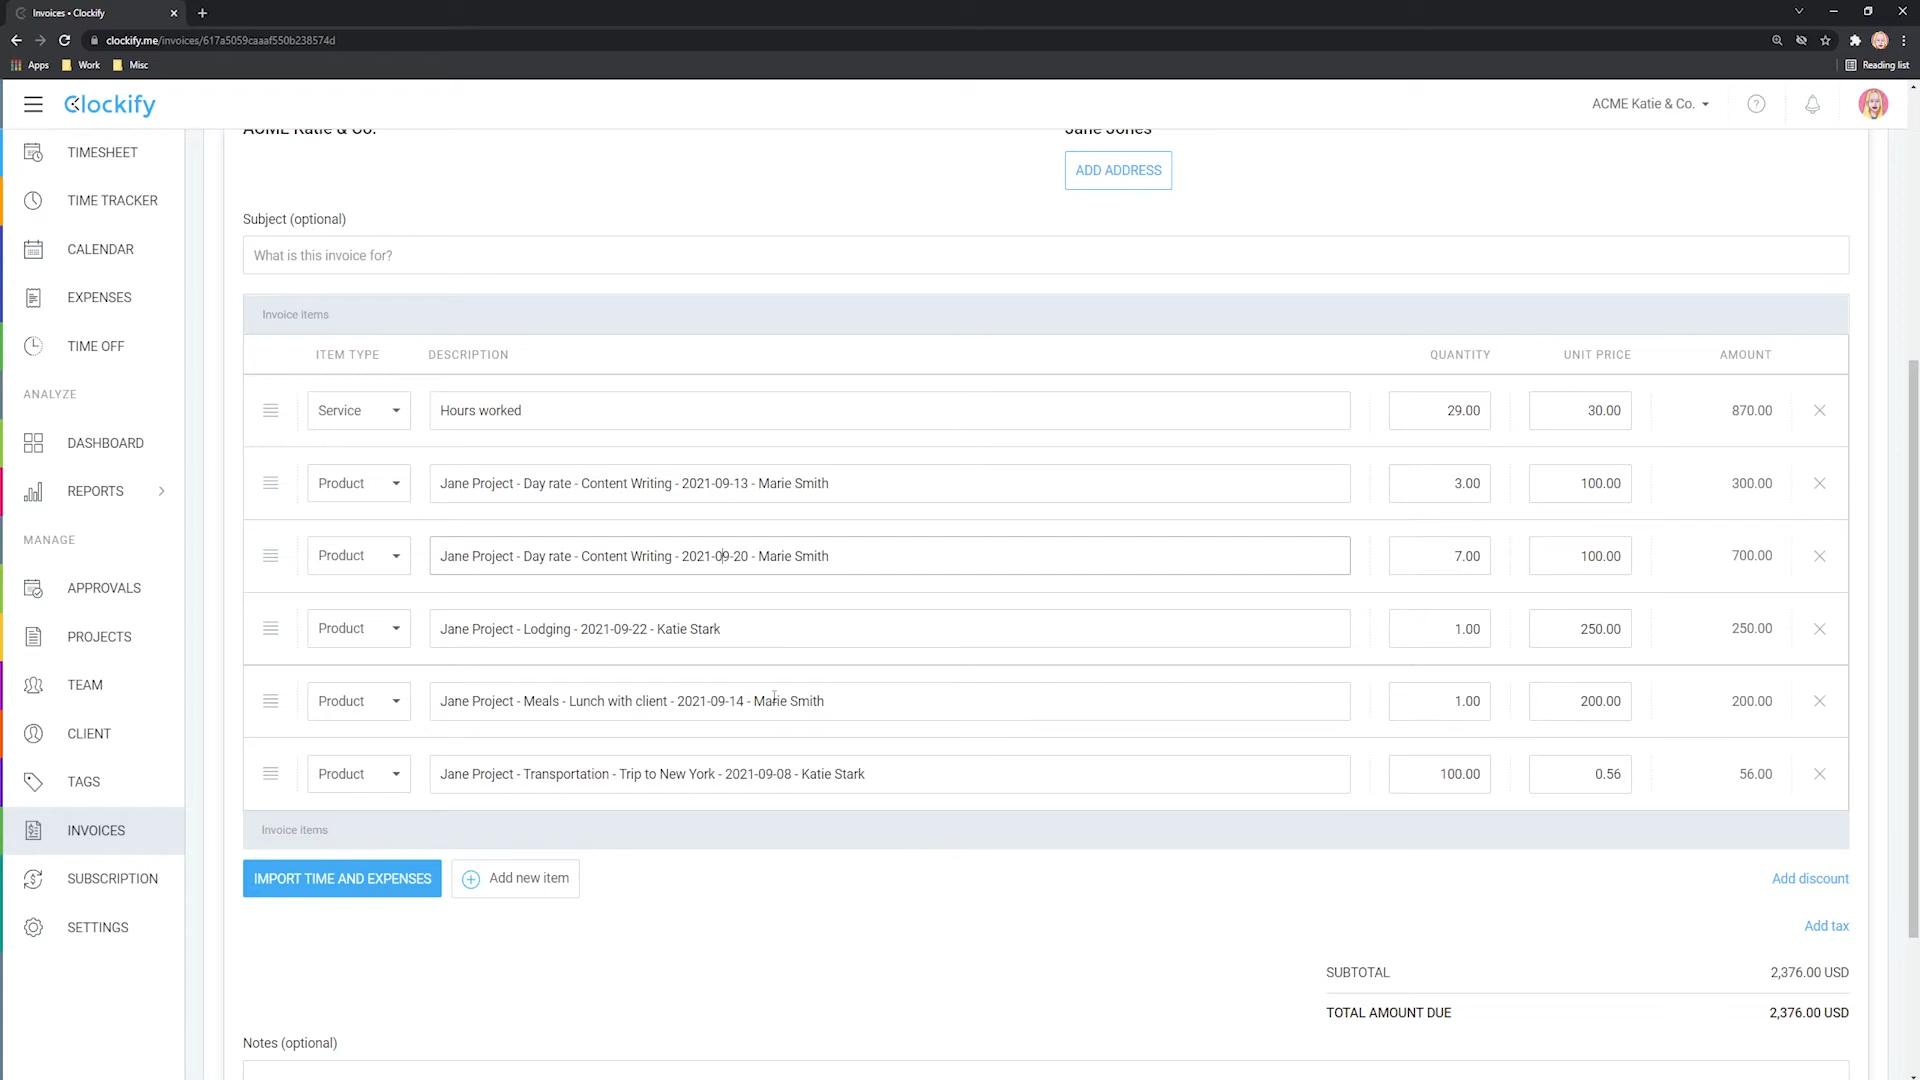 Invoices • Clockify
clockify.me/invoices/617a5059caaaf550b238574d
Apps Work Misc Reading list
Clockify ACME Katie & Co.
TIMESHEET
TIME TRACKER
CALENDAR
EXPENSES
TIME OFF
ANALYZE
DASHBOARD
REPORTS
MANAGE
APPROVALS
PROJECTS
TEAM
CLIENT
TAGS
INVOICES
SUBSCRIPTION
SETTINGS
ACME Katie & Co. Jane Jones
ADD ADDRESS
Subject (optional)
What is this invoice for?
Invoice items
ITEM TYPE DESCRIPTION QUANTITY UNIT PRICE AMOUNT
Service Hours worked 29.00 30.00 870.00
Product Jane Project - Day rate - Content Writing - 2021-09-13 - Marie Smith 3.00 100.00 300.00
Product Jane Project - Day rate - Content Writing - 2021-09-20 - Marie Smith 7.00 100.00 700.00
Product Jane Project - Lodging - 2021-09-22 - Katie Stark 1.00 250.00 250.00
Product Jane Project - Meals - Lunch with client - 2021-09-14 - Marie Smith 1.00 200.00 200.00
Product Jane Project - Transportation - Trip to New York - 2021-09-08 - Katie Stark 100.00 0.56 56.00
Invoice items
IMPORT TIME AND EXPENSES Add new item Add discount
Add tax
SUBTOTAL 2,376.00 USD
TOTAL AMOUNT DUE 2,376.00 USD
Notes (optional)